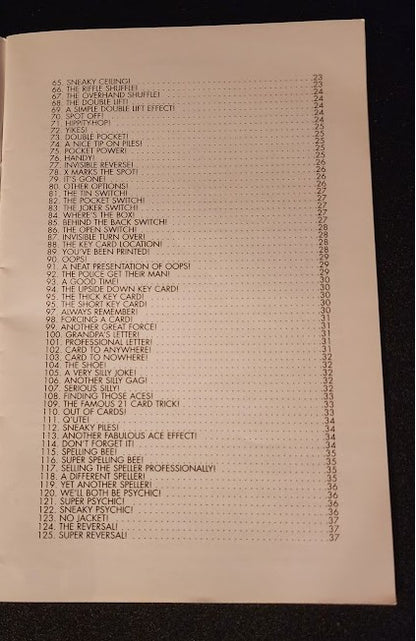 65. SNEAKY CEILING! 23
66. THE RIFFLE SHUFFLE! 23
67. THE OVERHAND SHUFFLE! 24
68. THE DOUBLE LIFT! 24
69. A SIMPLE DOUBLE LIFT EFFECT! 24
70. SPOT OFF! 24
71. HIPPITYHOP! 24
72. YIKES! 25
73. DOUBLE POCKET! 25
74. A NICE TIP ON PILES! 25
75. POCKET POWER! 25
76. HANDY! 25
77. INVISIBLE REVERSE! 26
78. X MARKS THE SPOT! 26
79. IT'S GONE! 26
80. OTHER OPTIONS! 26
81. THE TIN SWITCH! 27
82. THE POCKET SWITCH! 27
83. THE JOKER SWITCH! 27
84. WHERE'S THE BOX! 27
85. BEHIND THE BACK SWITCH! 27
86. THE OPEN SWITCH! 28
87. INVISIBLE TURN OVER! 28
88. THE KEY CARD LOCATION! 28
89. YOU'VE BEEN PRINTED! 28
90. OOPS! 29
91. A NEAT PRESENTATION OF OOPS! 29
92. THE POLICE GET THEIR MAN! 29
93. A GOOD TIME! 30
94. THE UPSIDE DOWN KEY CARD! 30
95. THE THICK KEY CARD! 30
95. THE SHORT KEY CARD! 30
97. ALWAYS REMEMBER! 30
98. FORCING A CARD! 31
99. ANOTHER GREAT FORCE! 31
100. GRANDPA'S LETTER! 31
101. PROFESSIONAL LETTER! 31
102. CARD TO ANYWHERE! 31
103. CARD TO NOWHERE! 32
104. THE SHOE! 32
105. A VERY SILLY JOKE! 32
106. ANOTHER SILLY GAG! 32
107. SERIOUS SILLY! 32
108. FINDING THOSE ACES! 33
109. THE FAMOUS 21 CARD TRICK! 33
110. OUT OF CARDS! 33
111. Q'UTE! 34
112. SNEAKY PILES! 34
113. ANOTHER FABULOUS ACE EFFECT! 34
114. DON'T FORGET IT! 34
115. SPELLING BEE! 35
116. SUPER SPELLING BEE! 35
117. SELLING THE SPELLER PROFESSIONALLY! 35
118. A DIFFERENT SPELLER! 35
119. YET ANOTHER SPELLER! 36
120. WE'LL BOTH BE PSYCHIC! 36
121. SUPER PSYCHIC! 36
122. SNEAKY PSYCHIC! 36
123. NO JACKET! 37
124. THE REVERSAL! 37
125. SUPER REVERSAL! 37